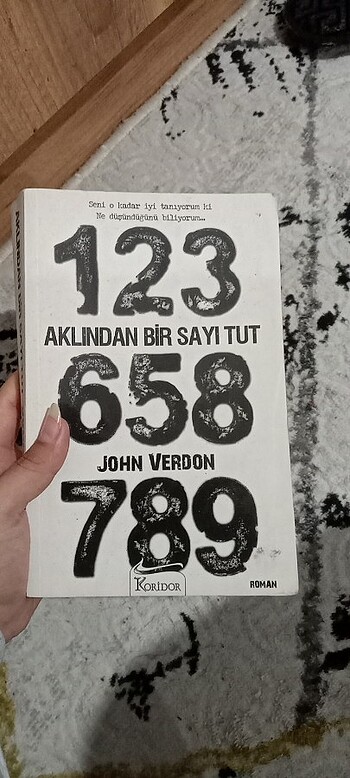 Seni o kadar iyi tanıyorum ki
Ne düşündüğünü biliyorum...
123
AKLINDAN BİR SAYI TUT
658
JOHN VERDON
789
KORİDOR
ROMAN